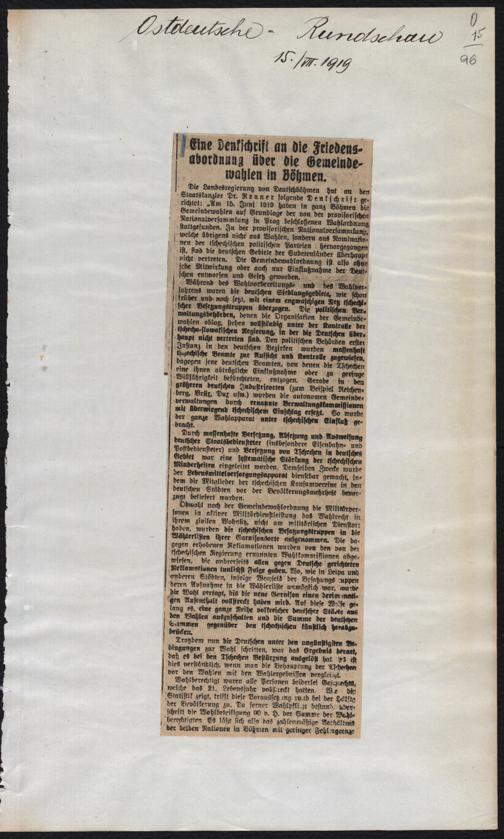 Ostdeutsche - Rundschau
15./VII. 1919
0
15
96
Eine Denkschrift an die Friedens-
abordnung über die Gemeinde-
wahlen in Böhmen.
Die Landesregierung von Deutschböhmen hat an den
Staatskanzler Dr. Renner folgende Denkschrift ge-
richtet: „Am 15. Juni 1919 haben in ganz Böhmen die
Gemeindewahlen auf Grundlage der von der provisorischen
Nationalversammlung in Prag beschlossenen Wahlordnung
stattgefunden. In der provisorischen Nationalversammlung,
welche übrigens nicht aus Wahlen, sondern aus Nominatio-
nen der tschechischen politischen Parteien hervorgegangen
ist, sind die deutschen Gebiete der Sudetenländer überhaupt
nicht vertreten. Die Gemeindewahlordnung ist also ohne
jede Mitwirkung oder auch nur Einflußnahme der Deut-
schen entworfen und Gesetz geworden.
Während des Wahlvorbereitungs- und des Wahlver-
fahrens waren die deutschen Siedlungsgebiete, wie schon
früher und noch jetzt, mit einem engmaschigen Netz tschechi-
scher Besatzungstruppen überzogen. Die politischen Ver-
waltungsbehörden, denen die Organisation der Gemeinde-
wahlen oblag, stehen vollständig unter der Kontrolle der
tschecho-slowakischen Regierung, in der die Deutschen über-
haupt nicht vertreten sind. Den politischen Behörden erster
Instanz in den deutschen Bezirken wurden massenhaft
tschechische Beamte zur Aufsicht und Kontrolle zugewiesen,
dagegen jene deutschen Beamten, von denen die Tschechen
eine ihnen abträgliche Einflußnahme oder zu geringe
Willfährigkeit befürchteten, entzogen. Gerade in den
größeren deutschen Industrieorten (zum Beispiel Reichen-
berg, Brüx, Dux usw.) wurden die autonomen Gemeinde-
verwaltungen durch ernannte Verwaltungskommissionen
mit überwiegend tschechischem Einschlag ersetzt. So wurde
der ganze Wahlapparat unter tschechischen Einfluß ge-
bracht.
Durch massenhafte Versetzung, Absetzung und Ausweisung
deutscher Staatsbediensteter (insbesondere Eisenbahn- und
Postbediensteter) und Versetzung von Tschechen in deutsches
Gebiet war eine systematische Stärkung der tschechischen
Minderheiten eingeleitet worden. Demselben Zwecke wurde
der Lebensmittelversorgungsapparat dienstbar gemacht, in-
dem die Mitglieder der tschechischen Konsumvereine in den
deutschen Städten vor der Bevölkerungsmehrheit bevor-
zugt beliefert wurden.
Obwohl nach der Gemeindewahlordnung die Militärper-
sonen in aktiver Militärdienstleistung das Wahlrecht in
ihrem zivilen Wohnsitz, nicht am militärischen Dienstort
haben, wurden die tschechischen Besatzungstruppen in die
Wählerlisten ihrer Garnisonsorte aufgenommen. Die da-
gegen erhobenen Reklamationen wurden von den von der
tschechischen Regierung ernannten Wahlkommissionen abge-
wiesen, die andrerseits allen gegen Deutsche gerichteten
Reklamationen tunlichst Folge gaben. Wo, wie in Leipa und
anderen Städten, infolge Wechsels der Besatzungstruppen
deren Aufnahme in die Wählerliste unmöglich war, wurde
die Wahl vertagt, bis die neue Garnison einen
gen Aufenthalt vollstreckt haben wird. Auf diese Weise ge-
lang es, eine ganze Reihe volkreicher deutscher Städte aus
den Wahlen auszuschalten und die Summe der deutschen
Stimmen gegenüber den tschechischen künstlich herabzu-
drücken.
Trotzdem nun die Deutschen unter den ungünstigsten Be-
dingungen zur Wahl schritten, war das Ergebnis derart,
daß es bei den Tschechen Bestürzung ausgelöst hat. Es ist
dies verständlich, wenn man die Behauptung der Tschechen
vor den Wahlen mit den Wahlergebnissen vergleicht.
Wahlberechtigt waren alle Personen beiderlei Geschlechts,
welche das 21. Lebensjahr vollstreckt hatten. Wie die
Statistik zeigt, trifft diese Voraussetzung rund bei der Hälfte
der Bevölkerung zu. Da ferner Wahlpflicht bestand, über-
schritt die Wahlbeteiligung 90 v. H. der Summe der Wahl-
berechtigten. Es läßt sich also das zahlenmäßige Verhältnis
der beiden Nationen in Böhmen mit geringer Fehlergrenze